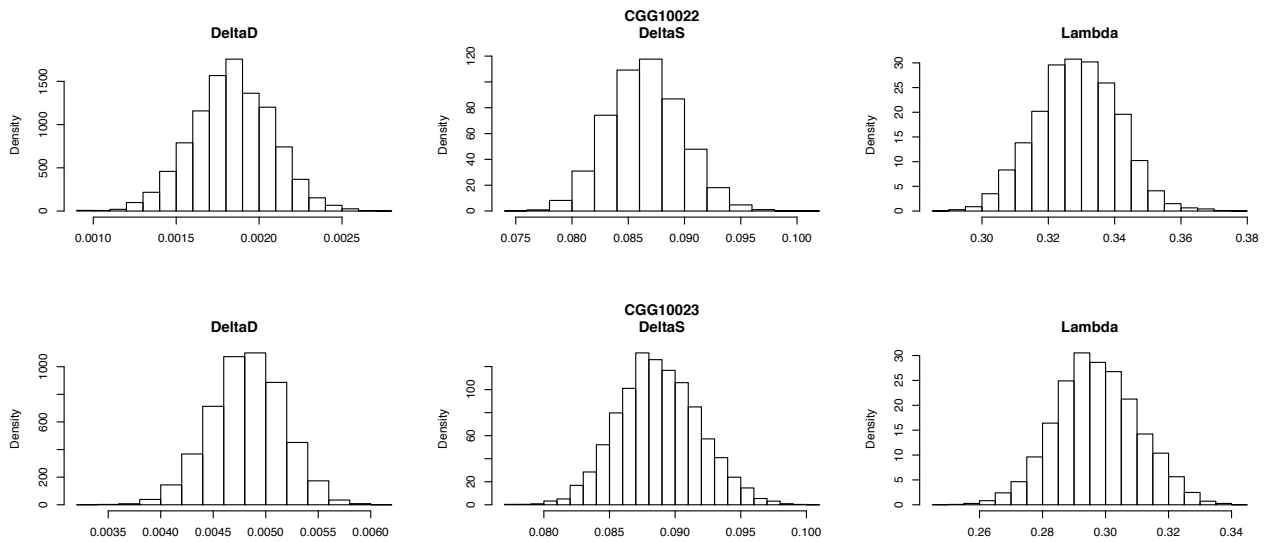 CGG10022
DeltaD DeltaS Lambda
Density
0 500 1000 1500
0.0010 0.0015 0.0020 0.0025
Density
0 20 40 60 80 120
0.075 0.080 0.085 0.090 0.095 0.100
Density
0 5 10 15 20 25 30
0.30 0.32 0.34 0.36 0.38
CGG10023
DeltaD DeltaS Lambda
Density
0 200 600 1000
0.0035 0.0040 0.0045 0.0050 0.0055 0.0060
Density
0 20 60 100
0.080 0.085 0.090 0.095 0.100
Density
0 5 10 15 20 25 30
0.26 0.28 0.30 0.32 0.34